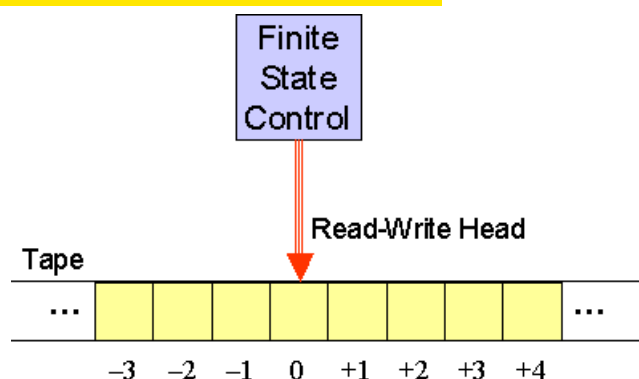 Finite
State
Control
Read-Write Head
Tape
... ...
–3 –2 –1 0 +1 +2 +3 +4